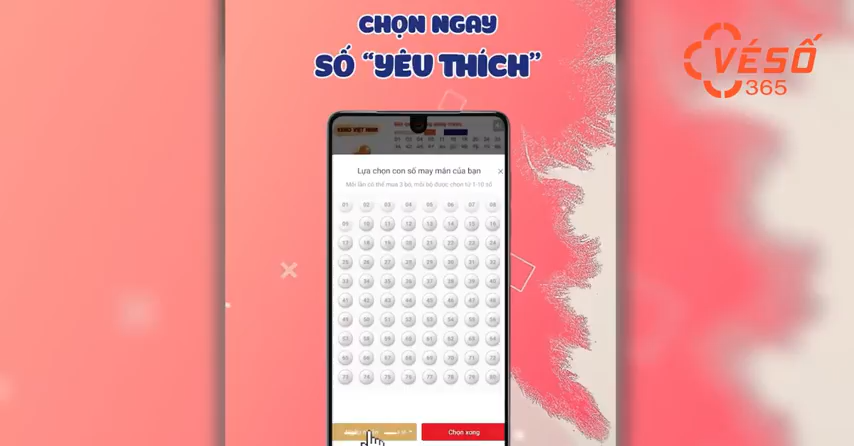 CHỌN NGAY
SỐ “YÊU THÍCH”
VÉSỐ
365
KENO VIỆT NAM
Lựa chọn con số may mắn của bạn
Mỗi lần có thể mua 3 bộ, mỗi bộ được chọn từ 1-10 số
01 02 03 04 05 06 07 08
09 10 11 12 13 14 15 16
17 18 19 20 21 22 23 24
25 26 27 28 29 30 31 32
33 34 35 36 37 38 39 40
41 42 43 44 45 46 47 48
49 50 51 52 53 54 55 56
57 58 59 60 61 62 63 64
65 66 67 68 69 70 71 72
73 74 75 76 77 78 79 80
Chọn xong